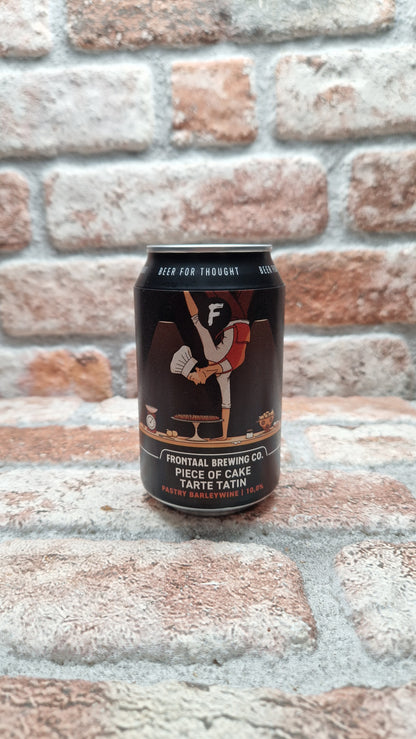 BEER FOR THOUGHT
BEER
F
FRONTAAL BREWING CO.
PIECE OF CAKE
TARTE TATIN
PASTRY BARLEYWINE | 10,0%